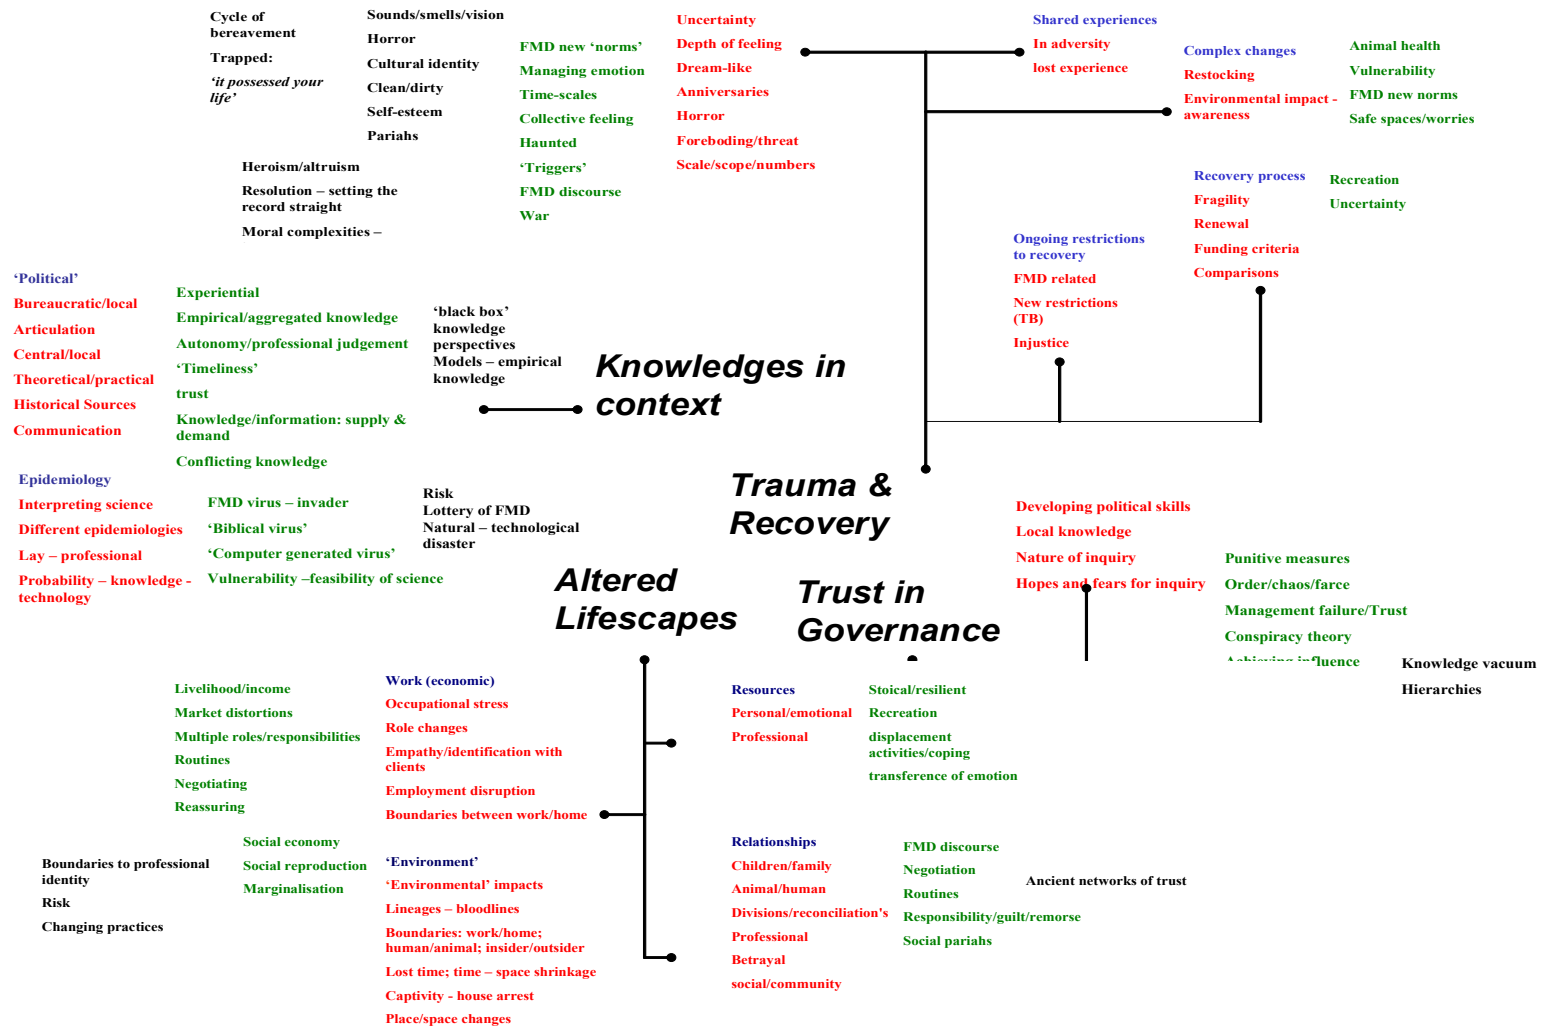 Cycle of
bereavement
Trapped:
‘it possessed your
life’
Sounds/smells/vision
Horror
Cultural identity
Clean/dirty
Self-esteem
Pariahs
Heroism/altruism
Resolution – setting the
record straight
Moral complexities –
FMD new ‘norms’
Managing emotion
Time-scales
Collective feeling
Haunted
‘Triggers’
FMD discourse
War
Uncertainty
Depth of feeling
Dream-like
Anniversaries
Horror
Foreboding/threat
Scale/scope/numbers
Shared experiences
In adversity
lost experience
Complex changes
Restocking
Environmental impact -
awareness
Animal health
Vulnerability
FMD new norms
Safe spaces/worries
Recovery process
Fragility
Renewal
Funding criteria
Comparisons
Recreation
Uncertainty
Ongoing restrictions
to recovery
FMD related
New restrictions
(TB)
Injustice
‘Political’
Bureaucratic/local
Articulation
Central/local
Theoretical/practical
Historical Sources
Communication
Experiential
Empirical/aggregated knowledge
Autonomy/professional judgement
‘Timeliness’
trust
Knowledge/information: supply &
demand
Conflicting knowledge
‘black box’
knowledge
perspectives
Models – empirical
knowledge
Knowledges in
context
Epidemiology
Interpreting science
Different epidemiologies
Lay – professional
Probability – knowledge -
technology
FMD virus – invader
‘Biblical virus’
‘Computer generated virus’
Vulnerability –feasibility of science
Risk
Lottery of FMD
Natural – technological
disaster
Trauma &
Recovery
Altered
Lifescapes
Trust in
Governance
Developing political skills
Local knowledge
Nature of inquiry
Hopes and fears for inquiry
Punitive measures
Order/chaos/farce
Management failure/Trust
Conspiracy theory
Achieving influence
Knowledge vacuum
Hierarchies
Livelihood/income
Market distortions
Multiple roles/responsibilities
Routines
Negotiating
Reassuring
Work (economic)
Occupational stress
Role changes
Empathy/identification with
clients
Employment disruption
Boundaries between work/home
Resources
Personal/emotional
Professional
Stoical/resilient
Recreation
displacement
activities/coping
transference of emotion
Boundaries to professional
identity
Risk
Changing practices
Social economy
Social reproduction
Marginalisation
‘Environment’
‘Environmental’ impacts
Lineages – bloodlines
Boundaries: work/home;
human/animal; insider/outsider
Lost time; time – space shrinkage
Captivity - house arrest
Place/space changes
Relationships
Children/family
Animal/human
Divisions/reconciliation's
Professional
Betrayal
social/community
FMD discourse
Negotiation
Routines
Responsibility/guilt/remorse
Social pariahs
Ancient networks of trust